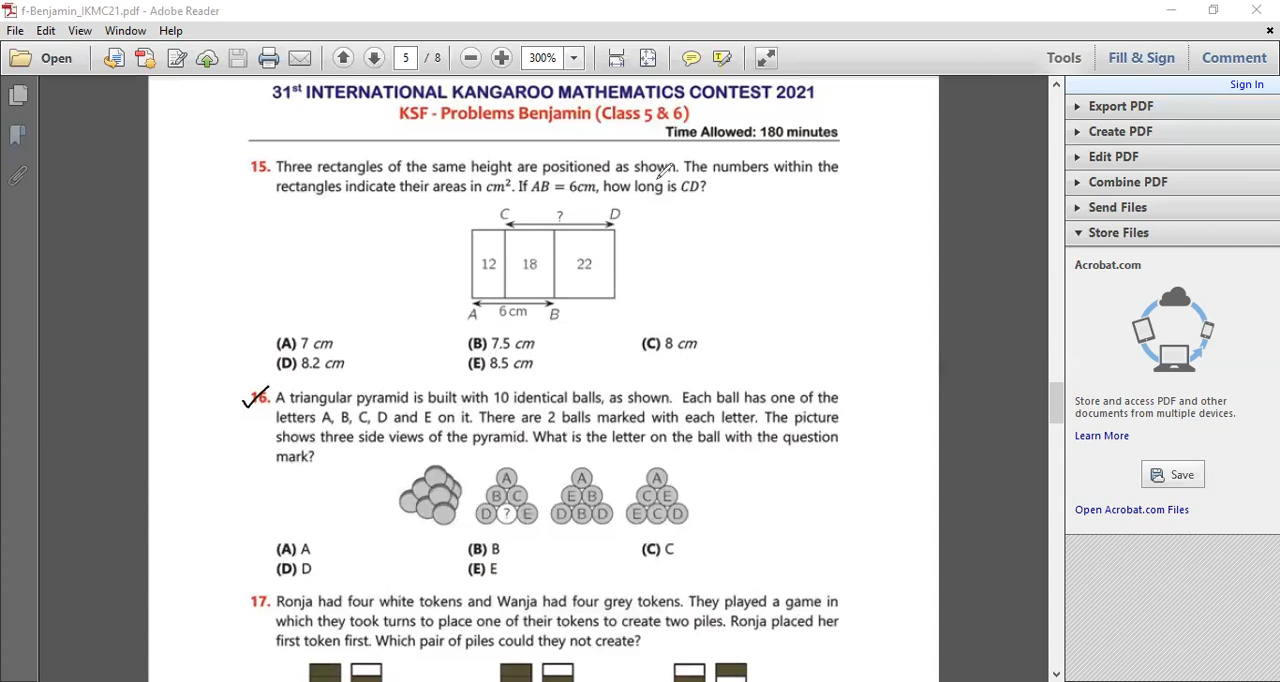 f-Benjamin_IKMC21.pdf - Adobe Reader
File Edit View Window Help
Open 5 / 8 300% Tools Fill & Sign Comment
Sign In
Export PDF
Create PDF
Edit PDF
Combine PDF
Send Files
Store Files
Acrobat.com
Store and access PDF and other
documents from multiple devices.
Learn More
Save
Open Acrobat.com Files
31st INTERNATIONAL KANGAROO MATHEMATICS CONTEST 2021
KSF - Problems Benjamin (Class 5 & 6)
Time Allowed: 180 minutes
15. Three rectangles of the same height are positioned as shown. The numbers within the
rectangles indicate their areas in cm². If AB = 6cm, how long is CD?
C ? D
12 18 22
A 6 cm B
(A) 7 cm (B) 7.5 cm (C) 8 cm
(D) 8.2 cm (E) 8.5 cm
16. A triangular pyramid is built with 10 identical balls, as shown. Each ball has one of the
letters A, B, C, D and E on it. There are 2 balls marked with each letter. The picture
shows three side views of the pyramid. What is the letter on the ball with the question
mark?
A A A
B C E B C E
D ? E D B D E C D
(A) A (B) B (C) C
(D) D (E) E
17. Ronja had four white tokens and Wanja had four grey tokens. They played a game in
which they took turns to place one of their tokens to create two piles. Ronja placed her
first token first. Which pair of piles could they not create?